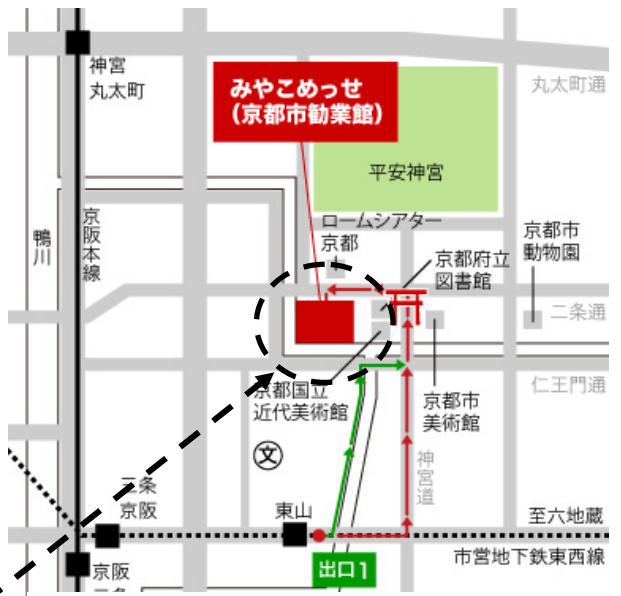 神宮
丸太町
みやこめっせ
（京都市勧業館）
丸太町通
平安神宮
京阪本線
鴨川
ロームシアター
京都
京都府立
図書館
京都市
動物園
二条通
京都国立
近代美術館
京都市
美術館
仁王門通
文
神宮道
三条
京阪
東山
至六地蔵
出口1
市営地下鉄東西線
京阪
三条